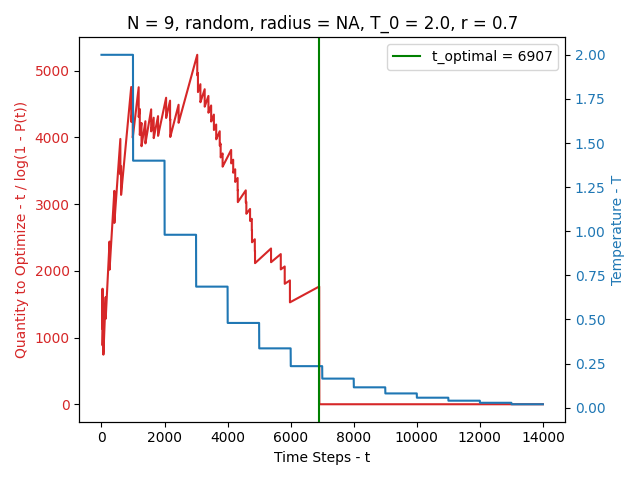 N = 9, random, radius = NA, T_0 = 2.0, r = 0.7
t_optimal = 6907
Quantity to Optimize - t / log(1 - P(t))
5000
4000
3000
2000
1000
0
2.00
1.75
1.50
1.25
1.00
0.75
0.50
0.25
0.00
Temperature - T
0 2000 4000 6000 8000 10000 12000 14000
Time Steps - t